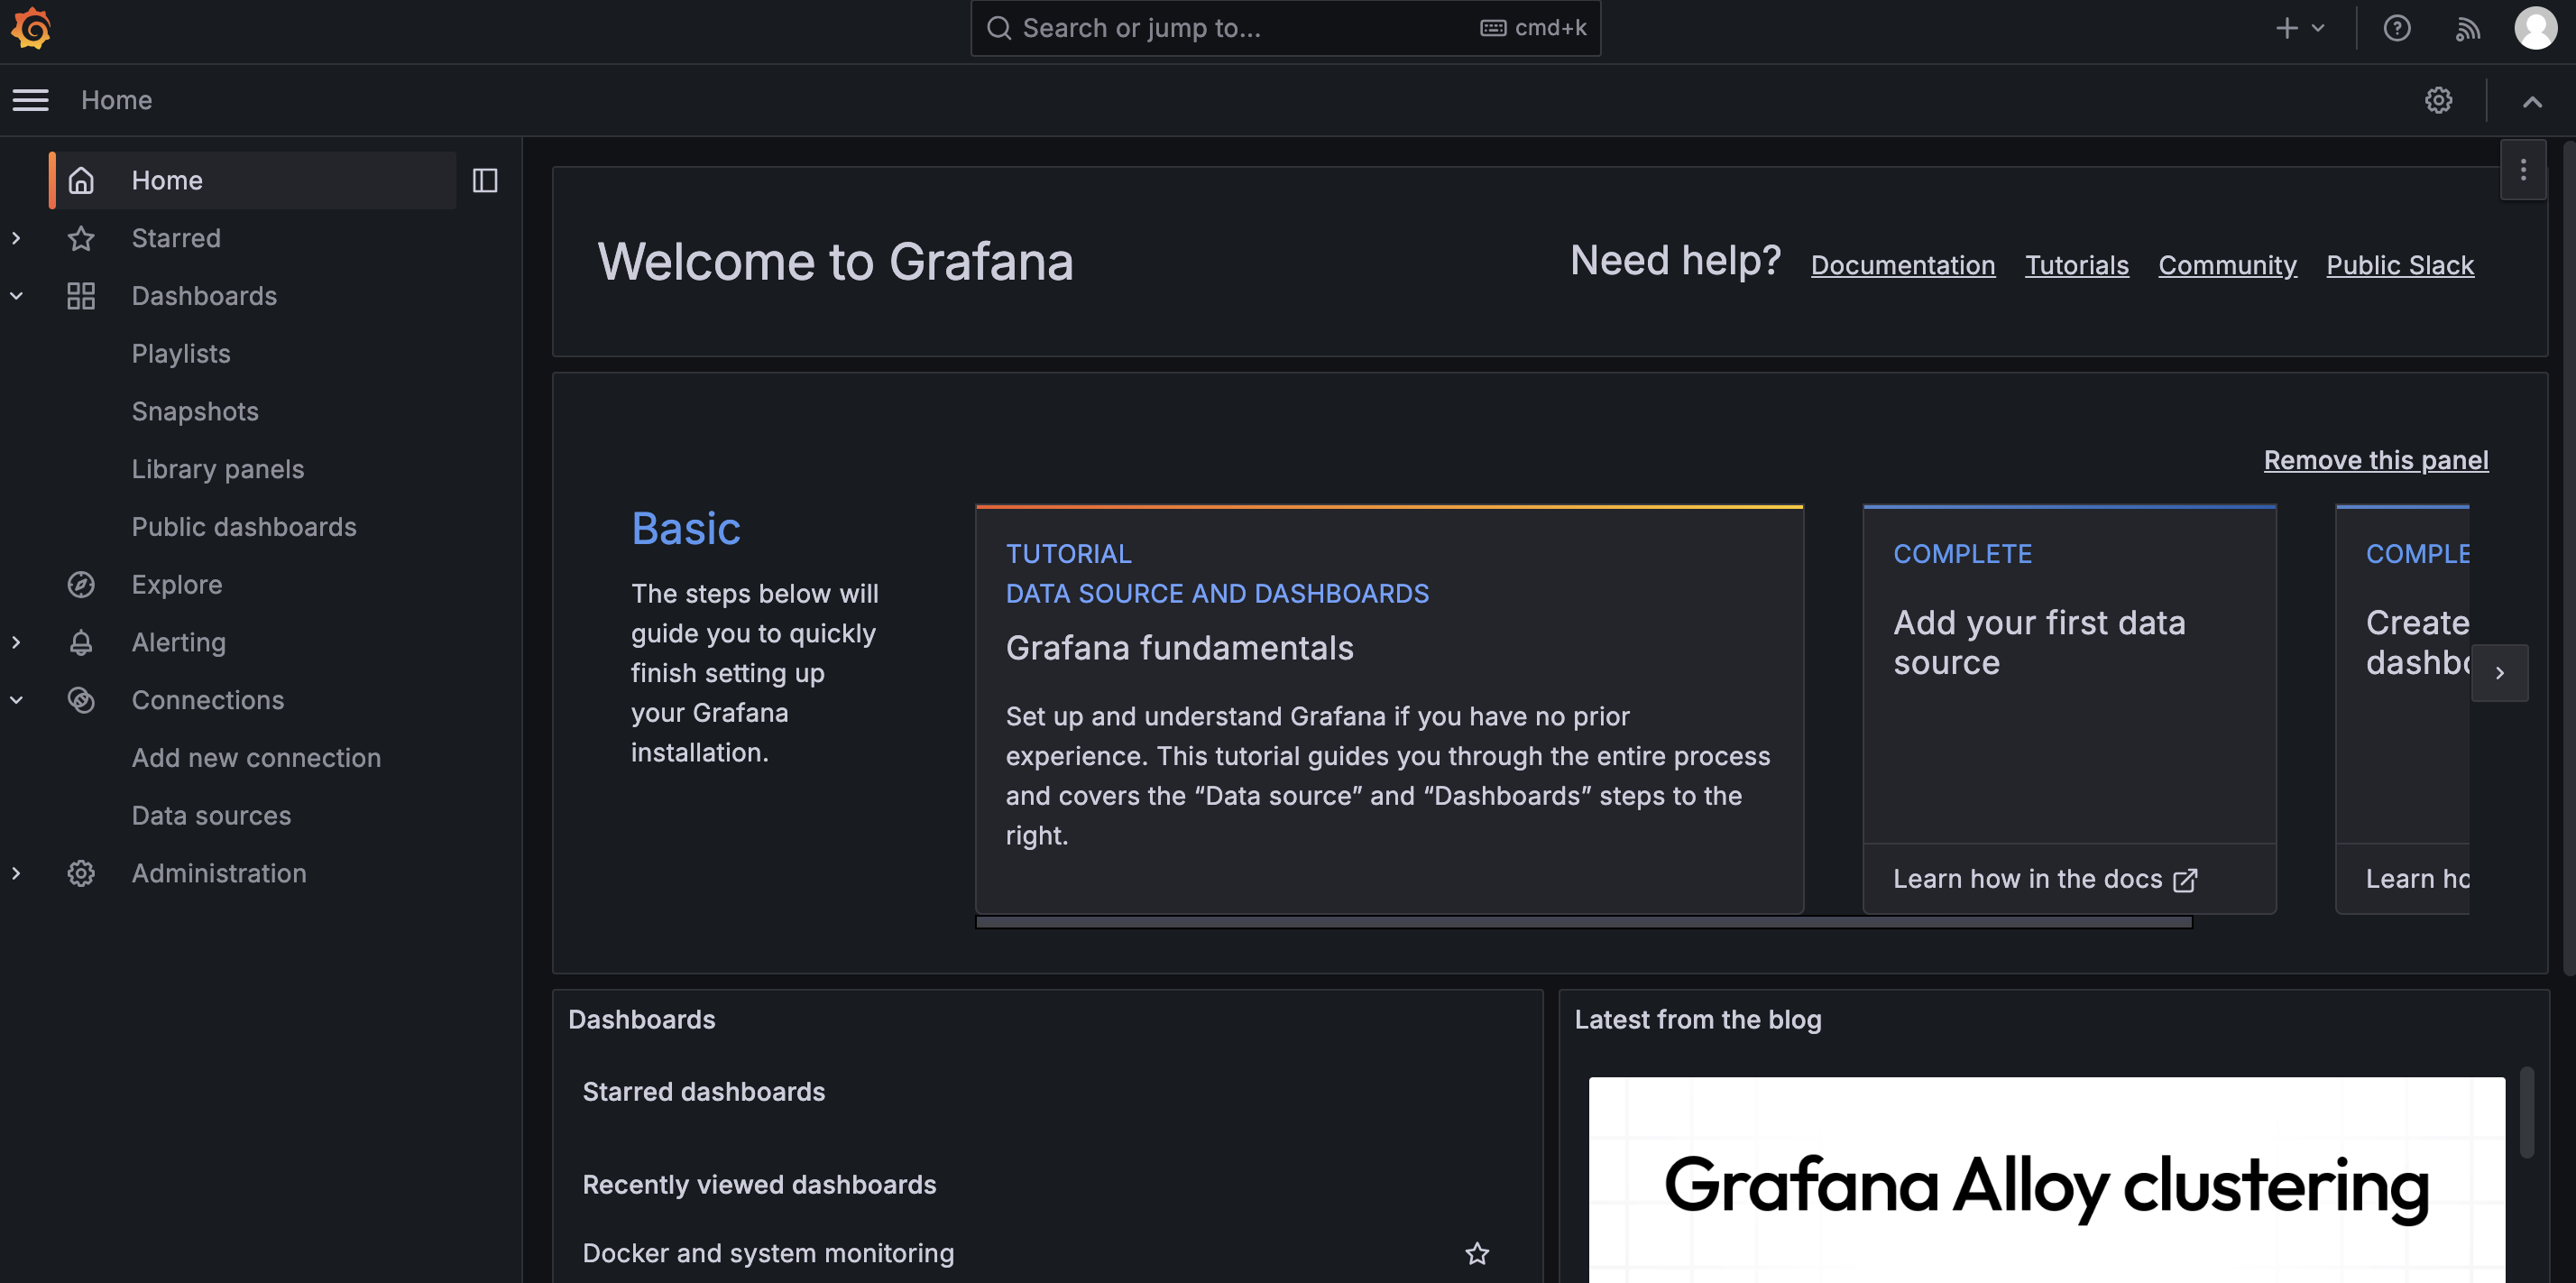 Search or jump to...
cmd+k
Home
Home
Starred
Dashboards
Playlists
Snapshots
Library panels
Public dashboards
Explore
Alerting
Connections
Add new connection
Data sources
Administration
Welcome to Grafana
Need help?
Documentation
Tutorials
Community
Public Slack
Remove this panel
Basic
The steps below will
guide you to quickly
finish setting up
your Grafana
installation.
TUTORIAL
DATA SOURCE AND DASHBOARDS
Grafana fundamentals
Set up and understand Grafana if you have no prior
experience. This tutorial guides you through the entire process
and covers the “Data source” and “Dashboards” steps to the
right.
COMPLETE
Add your first data
source
Learn how in the docs
COMPLE
Create
dashbo
Learn ho
Dashboards
Starred dashboards
Recently viewed dashboards
Docker and system monitoring
Latest from the blog
Grafana Alloy clustering